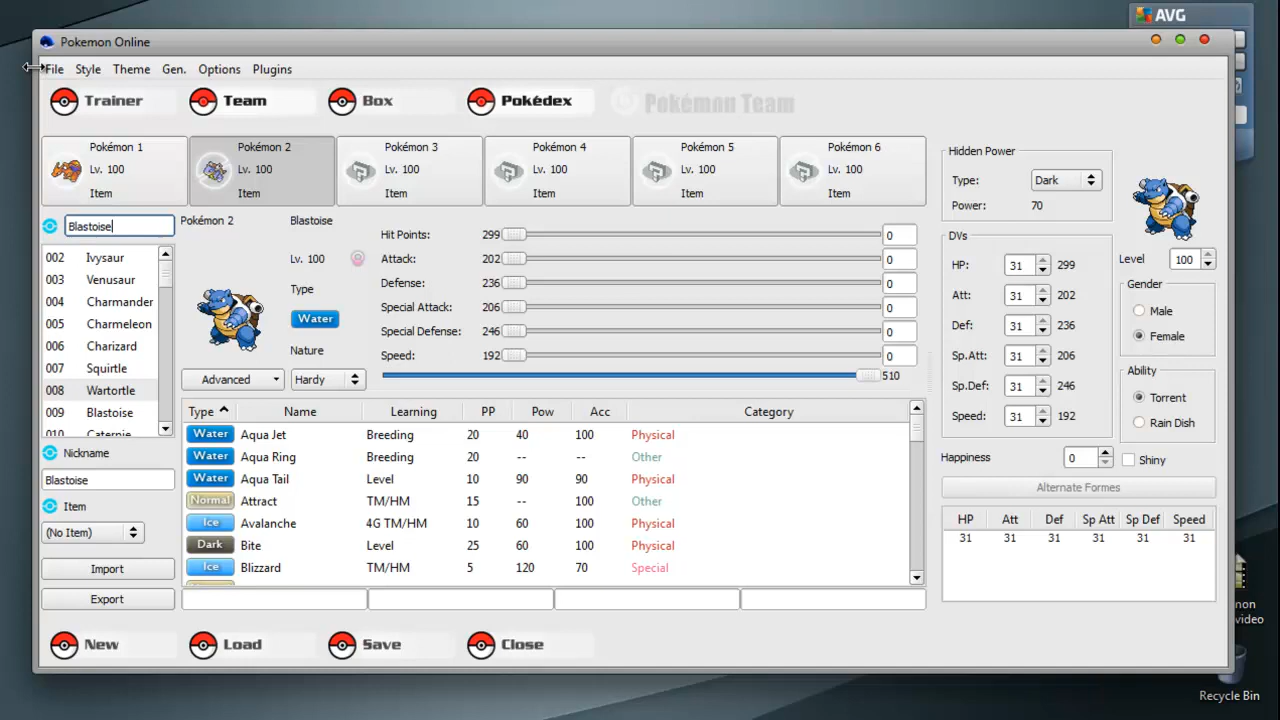 AVG
Pokemon Online
File Style Theme Gen. Options Plugins
Trainer Team Box Pokédex Pokémon Team
Pokémon 1 Pokémon 2 Pokémon 3 Pokémon 4 Pokémon 5 Pokémon 6
Lv. 100 Lv. 100 Lv. 100 Lv. 100 Lv. 100 Lv. 100
Item Item Item Item Item Item
Blastoise
002 Ivysaur
003 Venusaur
004 Charmander
005 Charmeleon
006 Charizard
007 Squirtle
008 Wartortle
009 Blastoise
010 Caterpie
Nickname
Blastoise
Item
(No Item)
Import
Export
Pokémon 2 Blastoise
Lv. 100
Type
Water
Nature
Advanced Hardy
Hit Points: 299 0
Attack: 202 0
Defense: 236 0
Special Attack: 206 0
Special Defense: 246 0
Speed: 192 0
510
Type Name Learning PP Pow Acc Category
Water Aqua Jet Breeding 20 40 100 Physical
Water Aqua Ring Breeding 20 -- -- Other
Water Aqua Tail Level 10 90 90 Physical
Normal Attract TM/HM 15 -- 100 Other
Ice Avalanche 4G TM/HM 10 60 100 Physical
Dark Bite Level 25 60 100 Physical
Ice Blizzard TM/HM 5 120 70 Special
Hidden Power
Type: Dark
Power: 70
DVs
HP: 31 299
Att: 31 202
Def: 31 236
Sp.Att: 31 206
Sp.Def: 31 246
Speed: 31 192
Level 100
Gender
Male
Female
Ability
Torrent
Rain Dish
Happiness 0 Shiny
Alternate Formes
HP Att Def Sp Att Sp Def Speed
31 31 31 31 31 31
New Load Save Close
video
Recycle Bin